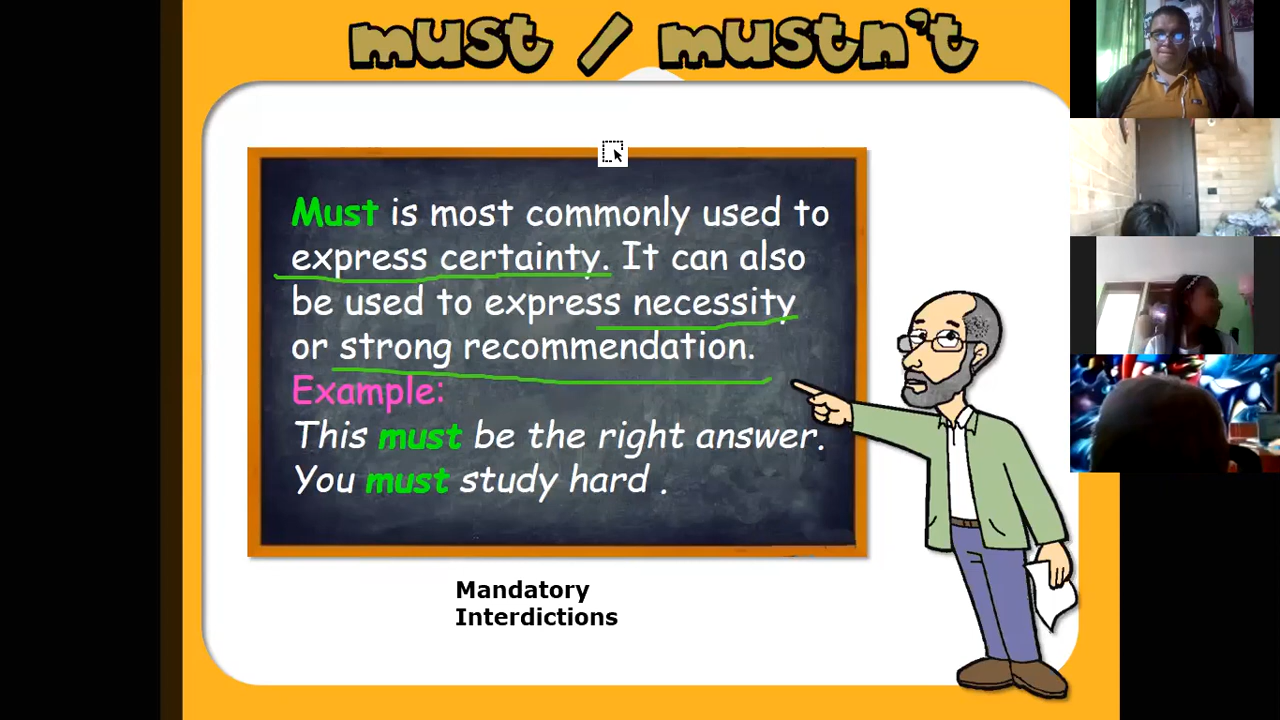 must / mustn't
Must is most commonly used to
express certainty. It can also
be used to express necessity
or strong recommendation.
Example:
This must be the right answer.
You must study hard .
Mandatory
Interdictions